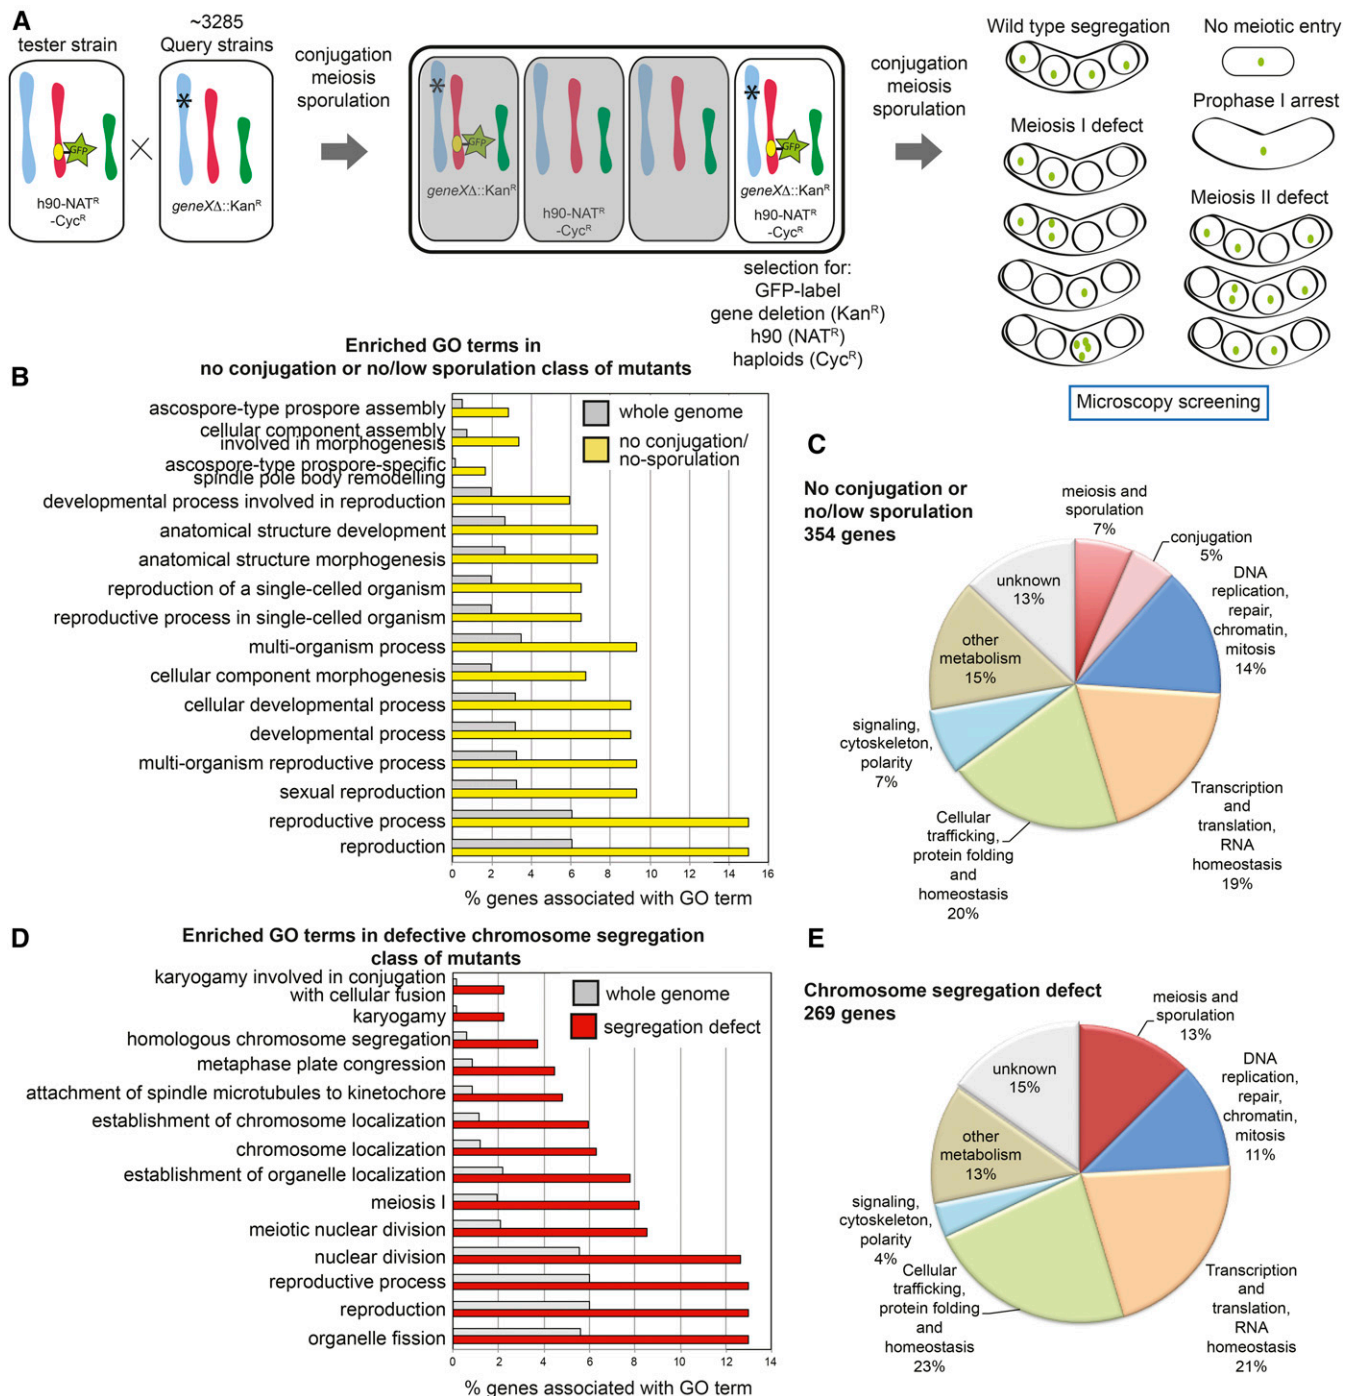 A
tester strain
~3285
Query strains
GFP
h90-NATᴿ
-Cycᴿ
*
geneXΔ::Kanᴿ
conjugation
meiosis
sporulation
*
GFP
geneXΔ::Kanᴿ
h90-NATᴿ
-Cycᴿ
*
GFP
geneXΔ::Kanᴿ
h90-NATᴿ
-Cycᴿ
selection for:
GFP-label
gene deletion (Kanᴿ)
h90 (NATᴿ)
haploids (Cycᴿ)
conjugation
meiosis
sporulation
Wild type segregation
Meiosis I defect
No meiotic entry
Prophase I arrest
Meiosis II defect
Microscopy screening
B
Enriched GO terms in
no conjugation or no/low sporulation class of mutants
whole genome
no conjugation/
no-sporulation
ascospore-type prospore assembly
cellular component assembly
involved in morphogenesis
ascospore-type prospore-specific
spindle pole body remodelling
developmental process involved in reproduction
anatomical structure development
anatomical structure morphogenesis
reproduction of a single-celled organism
reproductive process in single-celled organism
multi-organism process
cellular component morphogenesis
cellular developmental process
developmental process
multi-organism reproductive process
sexual reproduction
reproductive process
reproduction
0 2 4 6 8 10 12 14 16
% genes associated with GO term
C
No conjugation or
no/low sporulation
354 genes
meiosis and
sporulation
7%
conjugation
5%
DNA
replication,
repair,
chromatin,
mitosis
14%
Transcription
and
translation,
RNA
homeostasis
19%
Cellular
trafficking,
protein folding
and
homeostasis
20%
signaling,
cytoskeleton,
polarity
7%
other
metabolism
15%
unknown
13%
D
Enriched GO terms in defective chromosome segregation
class of mutants
whole genome
segregation defect
karyogamy involved in conjugation
with cellular fusion
karyogamy
homologous chromosome segregation
metaphase plate congression
attachment of spindle microtubules to kinetochore
establishment of chromosome localization
chromosome localization
establishment of organelle localization
meiosis I
meiotic nuclear division
nuclear division
reproductive process
reproduction
organelle fission
0 2 4 6 8 10 12 14
% genes associated with GO term
E
Chromosome segregation defect
269 genes
meiosis and
sporulation
13%
DNA
replication,
repair,
chromatin,
mitosis
11%
Transcription
and
translation,
RNA
homeostasis
21%
Cellular
trafficking,
protein folding
and
homeostasis
23%
signaling,
cytoskeleton,
polarity
4%
other
metabolism
13%
unknown
15%